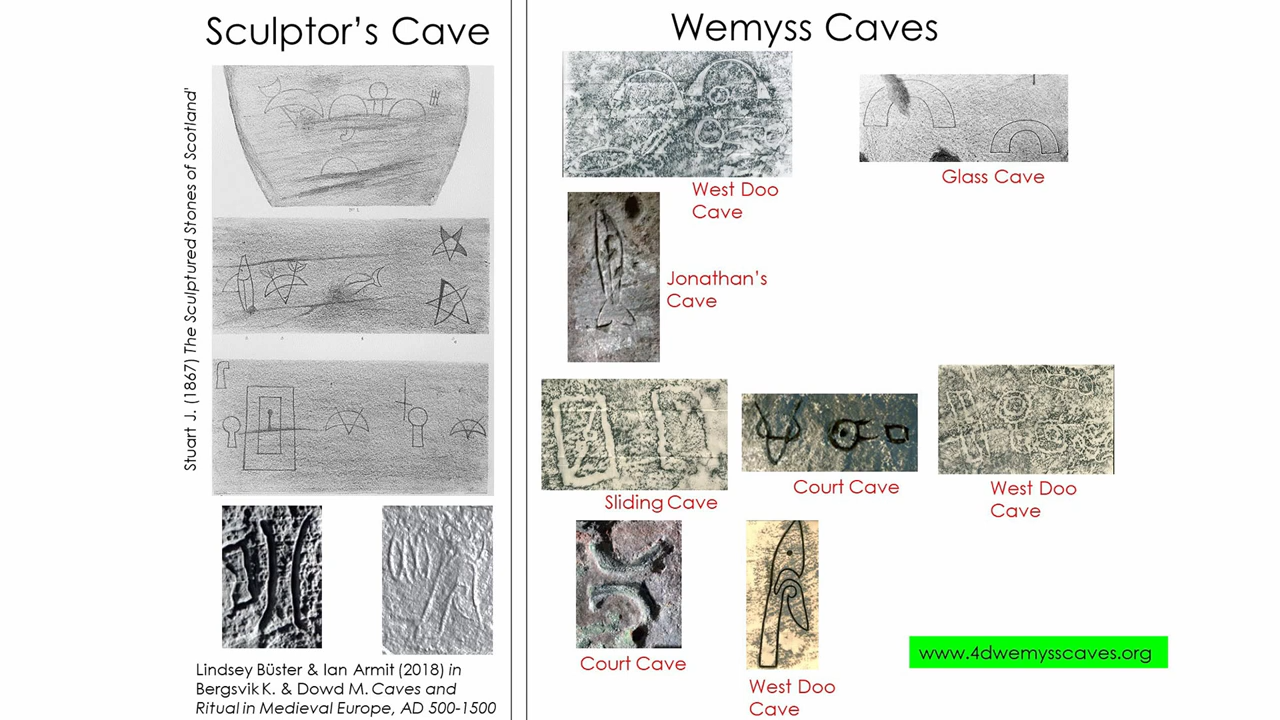 Sculptor's Cave
Stuart J. (1867) The Sculptured Stones of Scotland'
Lindsey Büster & Ian Armit (2018) in
Bergsvik K. & Dowd M. Caves and
Ritual in Medieval Europe, AD 500-1500
Wemyss Caves
West Doo
Cave
Glass Cave
Jonathan's
Cave
Sliding Cave
Court Cave
West Doo
Cave
Court Cave
West Doo
Cave
www.4dwemysscaves.org